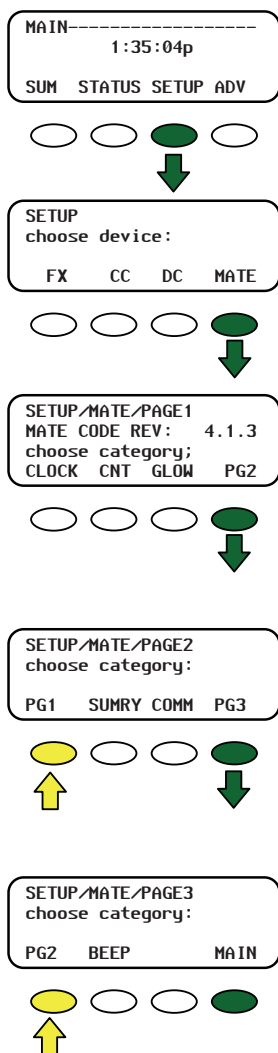 MAIN-------------------
1:35:04p
SUM STATUS SETUP ADV
SETUP
choose device:
FX CC DC MATE
SETUP/MATE/PAGE1
MATE CODE REV: 4.1.3
choose category;
CLOCK CNT GLOW PG2
SETUP/MATE/PAGE2
choose category:
PG1 SUMRY COMM PG3
SETUP/MATE/PAGE3
choose category:
PG2 BEEP MAIN